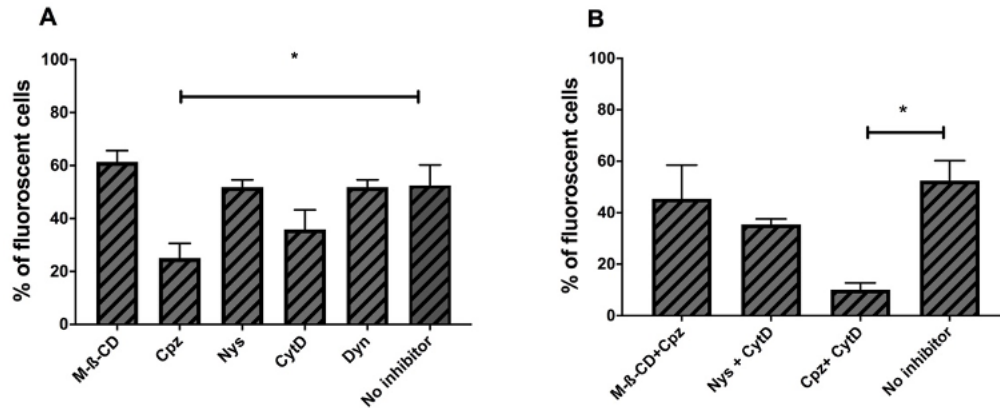 A
*
% of fluoroscent cells
100
80
60
40
20
0
M-ß-CD
Cpz
Nys
CytD
Dyn
No inhibitor
B
*
% of fluoroscent cells
100
80
60
40
20
0
M-ß-CD+Cpz
Nys + CytD
Cpz+ CytD
No inhibitor